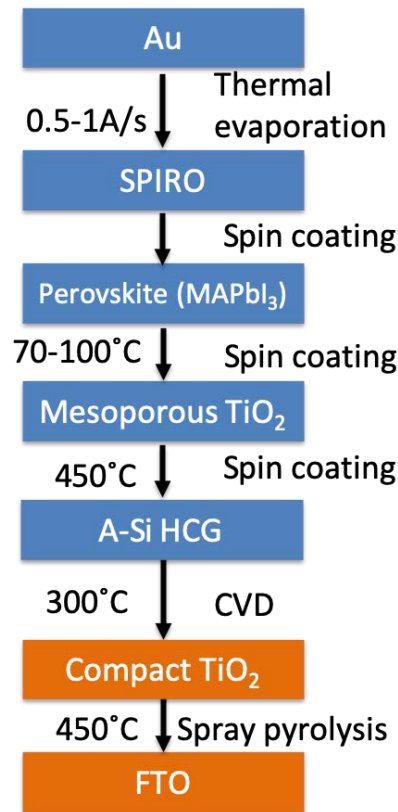 Au
Thermal
0.5-1A/s evaporation
SPIRO
Spin coating
Perovskite (MAPbI₃)
70-100˚C Spin coating
Mesoporous TiO₂
450˚C Spin coating
A-Si HCG
300˚C CVD
Compact TiO₂
450˚C Spray pyrolysis
FTO